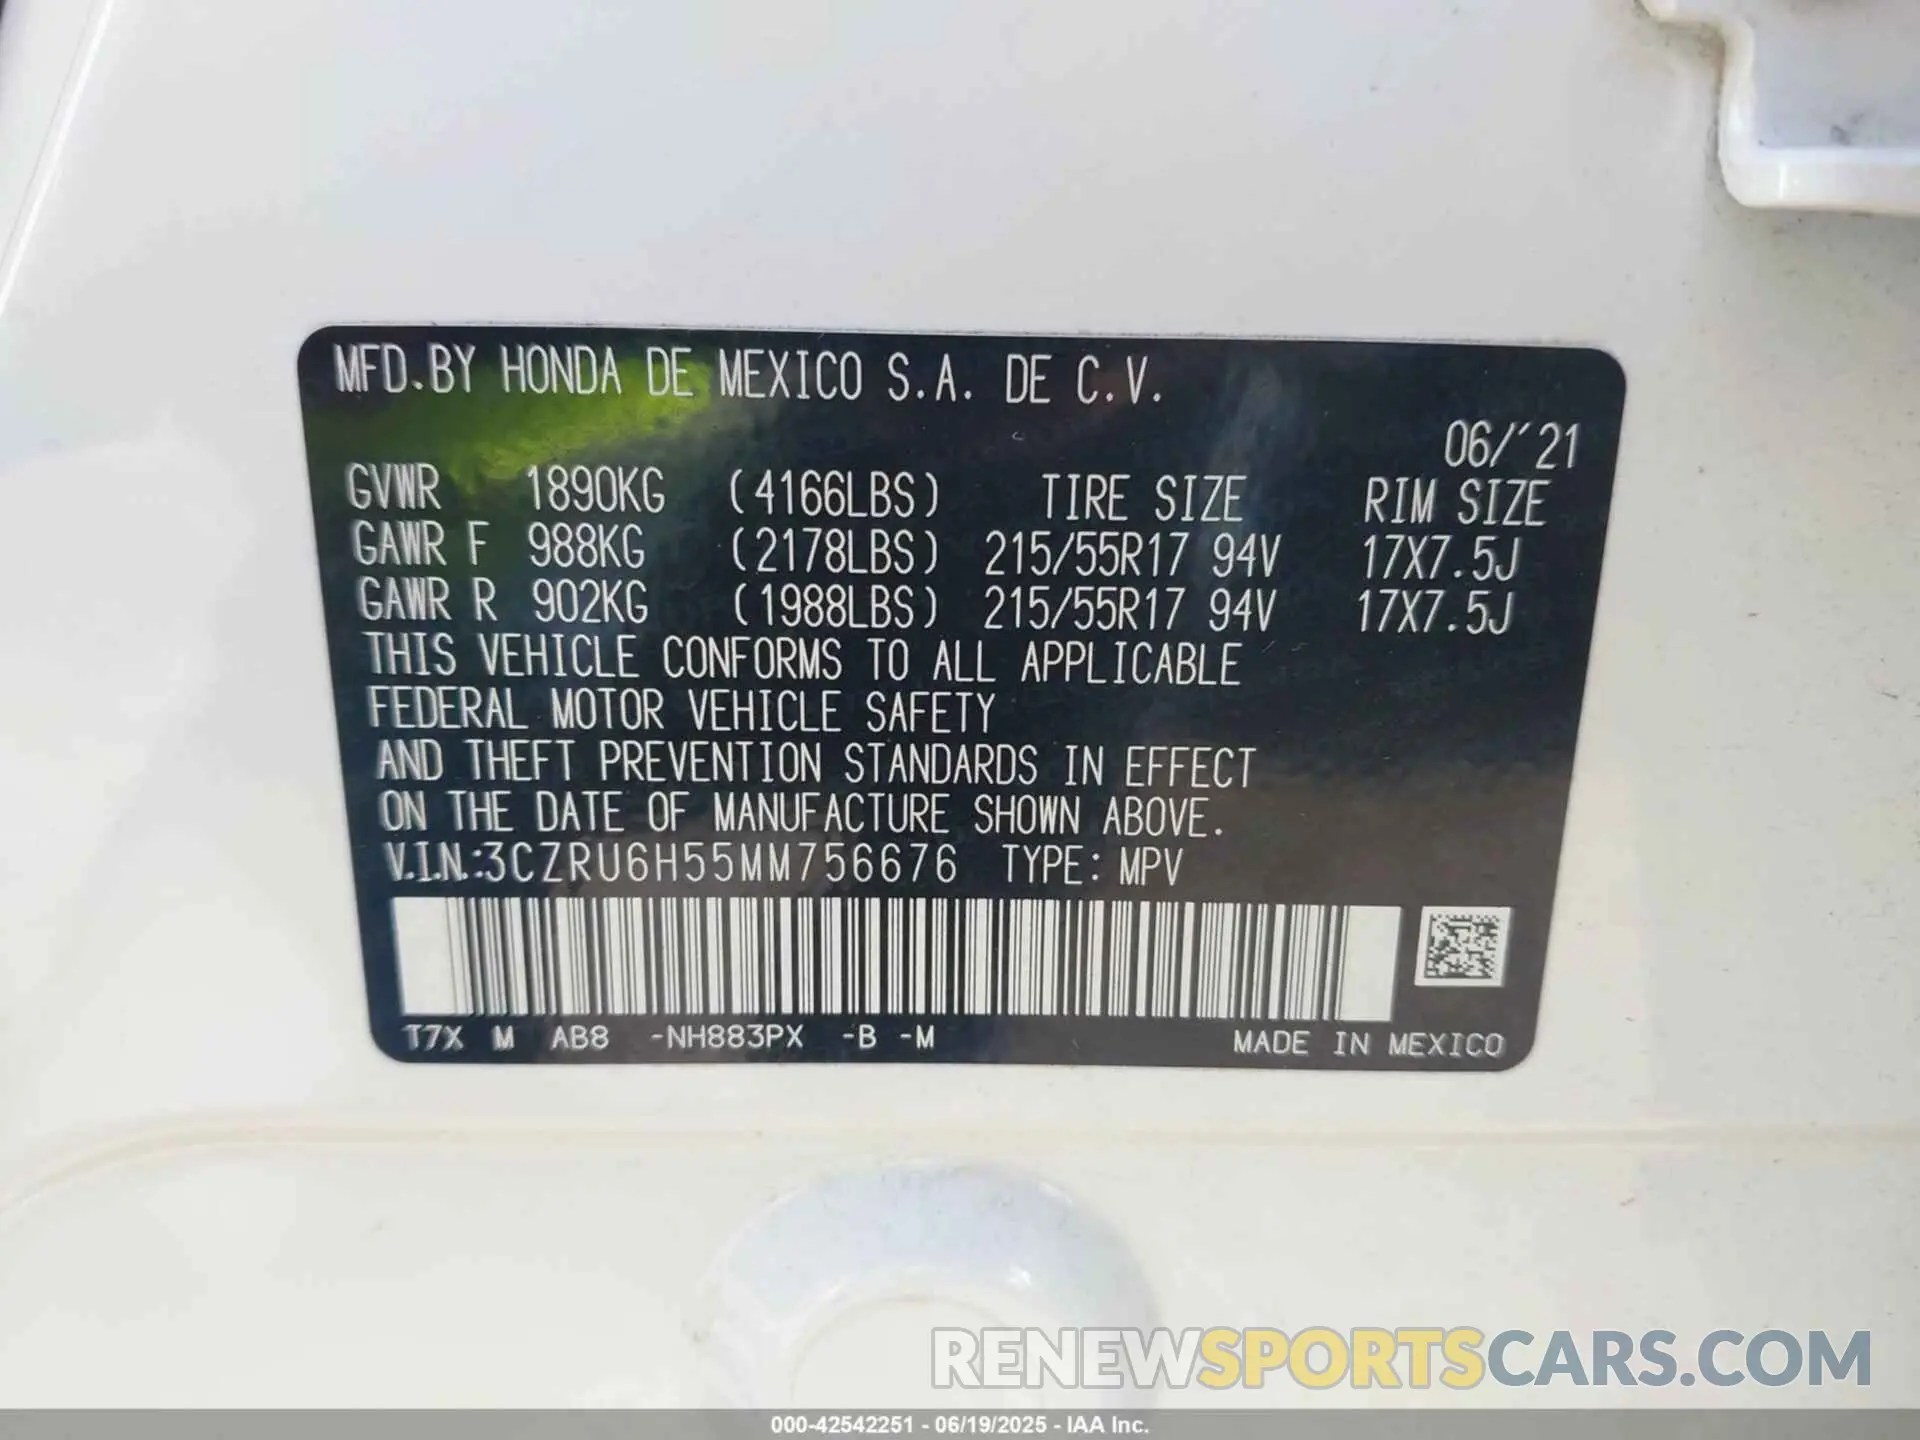 MFD.BY HONDA DE MEXICO S.A. DE C.V.
06/´21
GVWR 1890KG (4166LBS) TIRE SIZE RIM SIZE
GAWR F 988KG (2178LBS) 215/55R17 94V 17X7.5J
GAWR R 902KG (1988LBS) 215/55R17 94V 17X7.5J
THIS VEHICLE CONFORMS TO ALL APPLICABLE
FEDERAL MOTOR VEHICLE SAFETY
AND THEFT PREVENTION STANDARDS IN EFFECT
ON THE DATE OF MANUFACTURE SHOWN ABOVE.
V.I.N.:3CZRU6H55MM756676 TYPE: MPV
T7X M AB8 -NH883PX -B -M MADE IN MEXICO
RENEWSPORTSCARS.COM
000-42542251 - 06/19/2025 - IAA Inc.